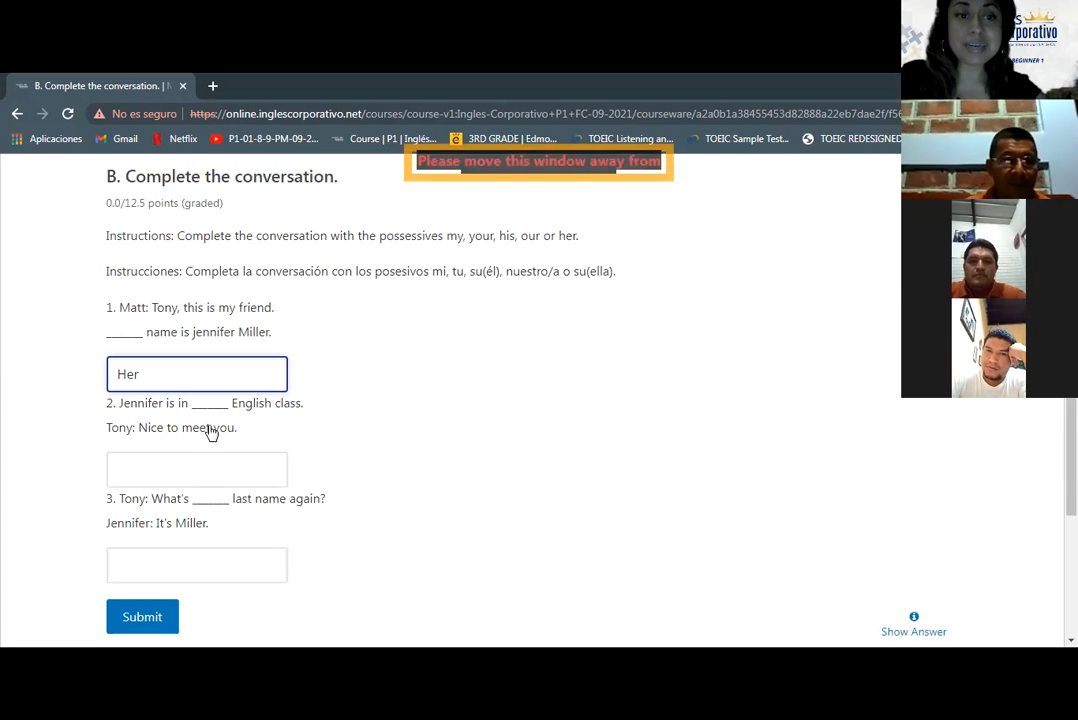 B. Complete the conversation. |
No es seguro
https://online.inglescorporativo.net/courses/course-v1:Ingles-Corporativo+P1+FC-09-2021/courseware/a2a0b1a38455453d82888a22eb7dae2f/f56
Aplicaciones
Gmail
Netflix
P1-01-8-9-PM-09-2...
Course | P1 | Inglés...
3RD GRADE | Edmo...
TOEIC Listening an...
TOEIC Sample Test...
TOEIC REDESIGNED
Please move this window away from
B. Complete the conversation.
0.0/12.5 points (graded)
Instructions: Complete the conversation with the possessives my, your, his, our or her.
Instrucciones: Completa la conversación con los posesivos mi, tu, su(él), nuestro/a o su(ella).
1. Matt: Tony, this is my friend.
______ name is jennifer Miller.
Her
2. Jennifer is in ______ English class.
Tony: Nice to meet you.
3. Tony: What's ______ last name again?
Jennifer: It's Miller.
Submit
Show Answer
BEGINNER 1